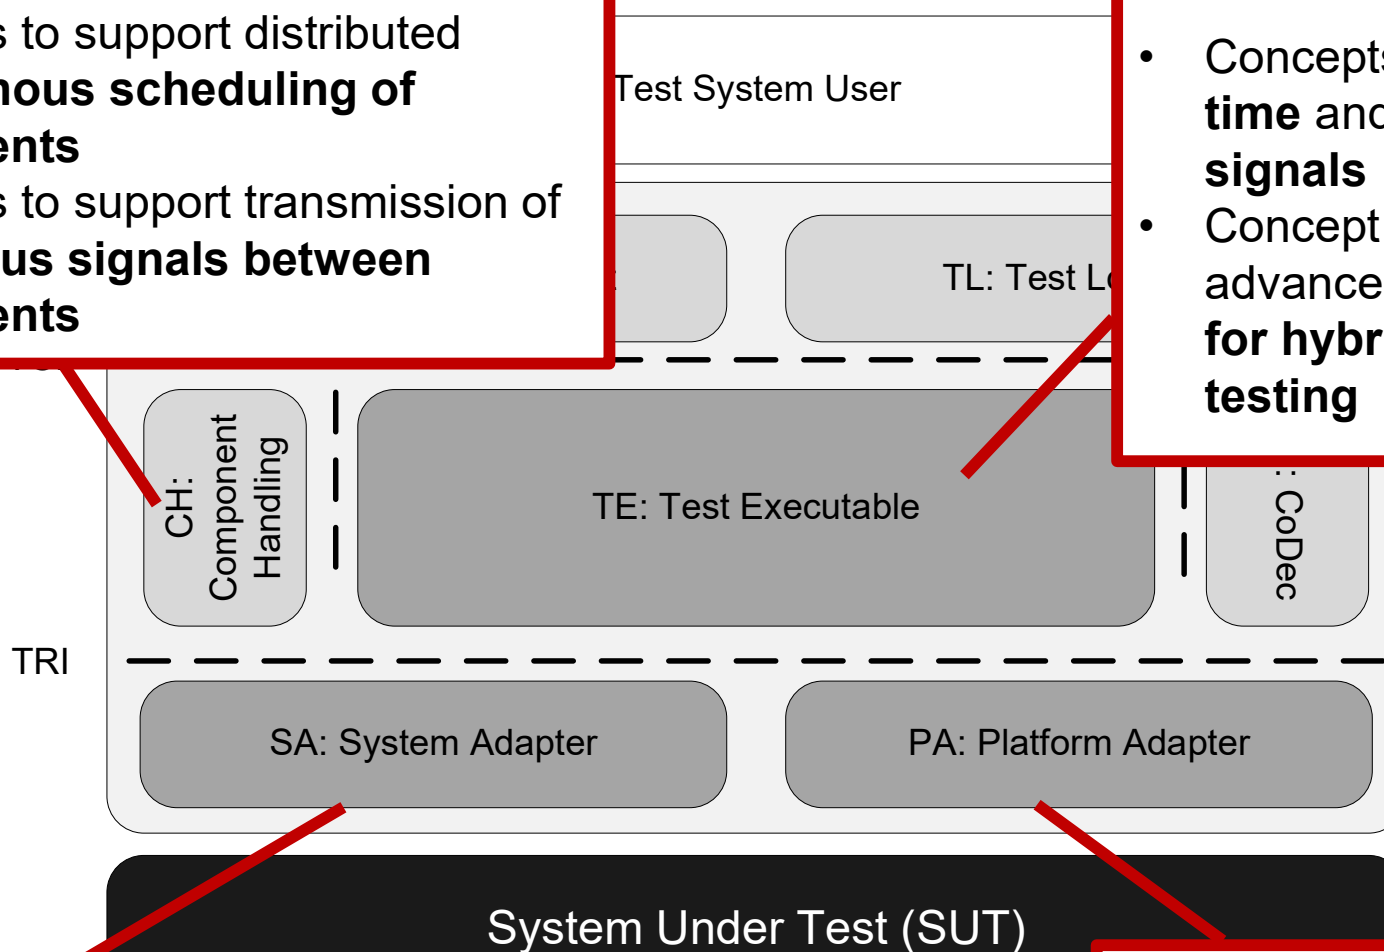 s to support distributed
nous scheduling of
ents
s to support transmission of
us signals between
ents
Test System User
• Concepts
time and
signals
• Concept
advance
for hybr
testing
TL: Test Lo
CH:
Component
Handling
TE: Test Executable
: CoDec
TRI
SA: System Adapter
PA: Platform Adapter
System Under Test (SUT)